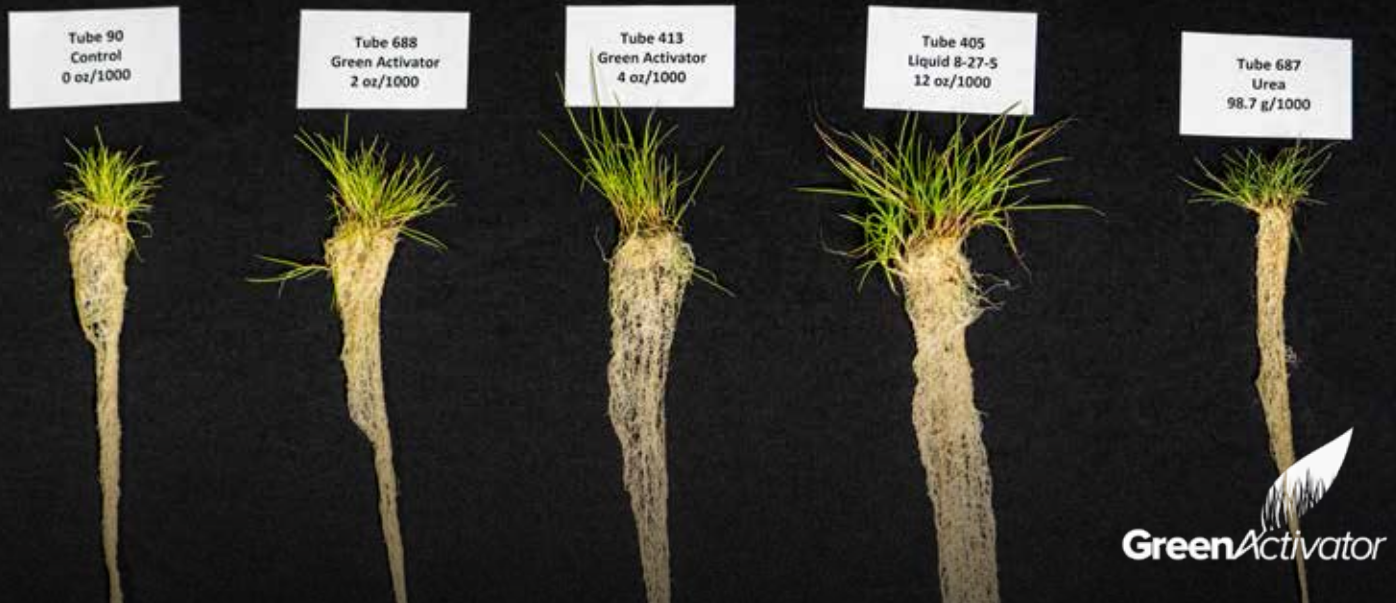 Tube 90
Control
0 oz/1000
Tube 688
Green Activator
2 oz/1000
Tube 413
Green Activator
4 oz/1000
Tube 405
Liquid 8-27-5
12 oz/1000
Tube 687
Urea
98.7 g/1000
GreenActivator